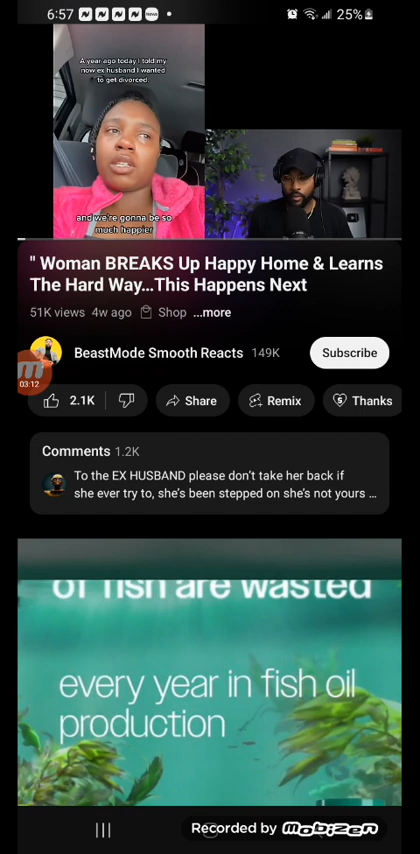 6:57
25%
A year ago today I told my
now ex husband I wanted
to get divorced.
and we're gonna be so
much happier
" Woman BREAKS Up Happy Home & Learns
The Hard Way...This Happens Next
51K views 4w ago Shop ...more
BeastMode Smooth Reacts 149K
Subscribe
03:12
2.1K
Share
Remix
Thanks
Comments 1.2K
To the EX HUSBAND please don't take her back if
she ever try to, she's been stepped on she's not yours ...
of fish are wasted
every year in fish oil
production
Recorded by mobizen